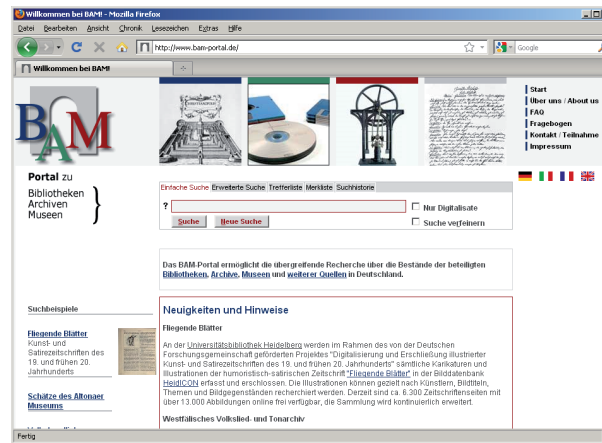 Willkommen bei BAM! - Mozilla Firefox
Datei Bearbeiten Ansicht Chronik Lesezeichen Extras Hilfe
http://www.bam-portal.de/
Google
Willkommen bei BAM!
BAM
Portal zu
Bibliotheken
Archiven
Museen
Start
Über uns / About us
FAQ
Fragebogen
Kontakt / Teilnahme
Impressum
Einfache Suche Erweiterte Suche Trefferliste Merkliste Suchhistorie
?
Nur Digitalisate
Suche Neue Suche
Suche verfeinern
Das BAM-Portal ermöglicht die übergreifende Recherche über die Bestände der beteiligten
Bibliotheken, Archive, Museen und weiterer Quellen in Deutschland.
Suchbeispiele
Fliegende Blätter
Kunst- und
Satirezeitschriften des
19. und frühen 20.
Jahrhunderts
Schätze des Altonaer
Museums
Neuigkeiten und Hinweise
Fliegende Blätter
An der Universitätsbibliothek Heidelberg werden im Rahmen des von der Deutschen
Forschungsgemeinschaft geförderten Projektes "Digitalisierung und Erschließung illustrierter
Kunst- und Satirezeitschriften des 19. und frühen 20. Jahrhunderts" sämtliche Karikaturen und
Illustrationen der humoristisch-satirischen Zeitschrift "Fliegende Blätter" in der Bilddatenbank
HeidICON erfasst und erschlossen. Die Illustrationen können gezielt nach Künstlern, Bildtiteln,
Themen und Bildgegenständen recherchiert werden. Derzeit sind ca. 6.300 Zeitschriftenseiten mit
über 13.000 Abbildungen online frei verfügbar, die Sammlung wird kontinuierlich erweitert.
Westfälisches Volkslied- und Tonarchiv
Fertig